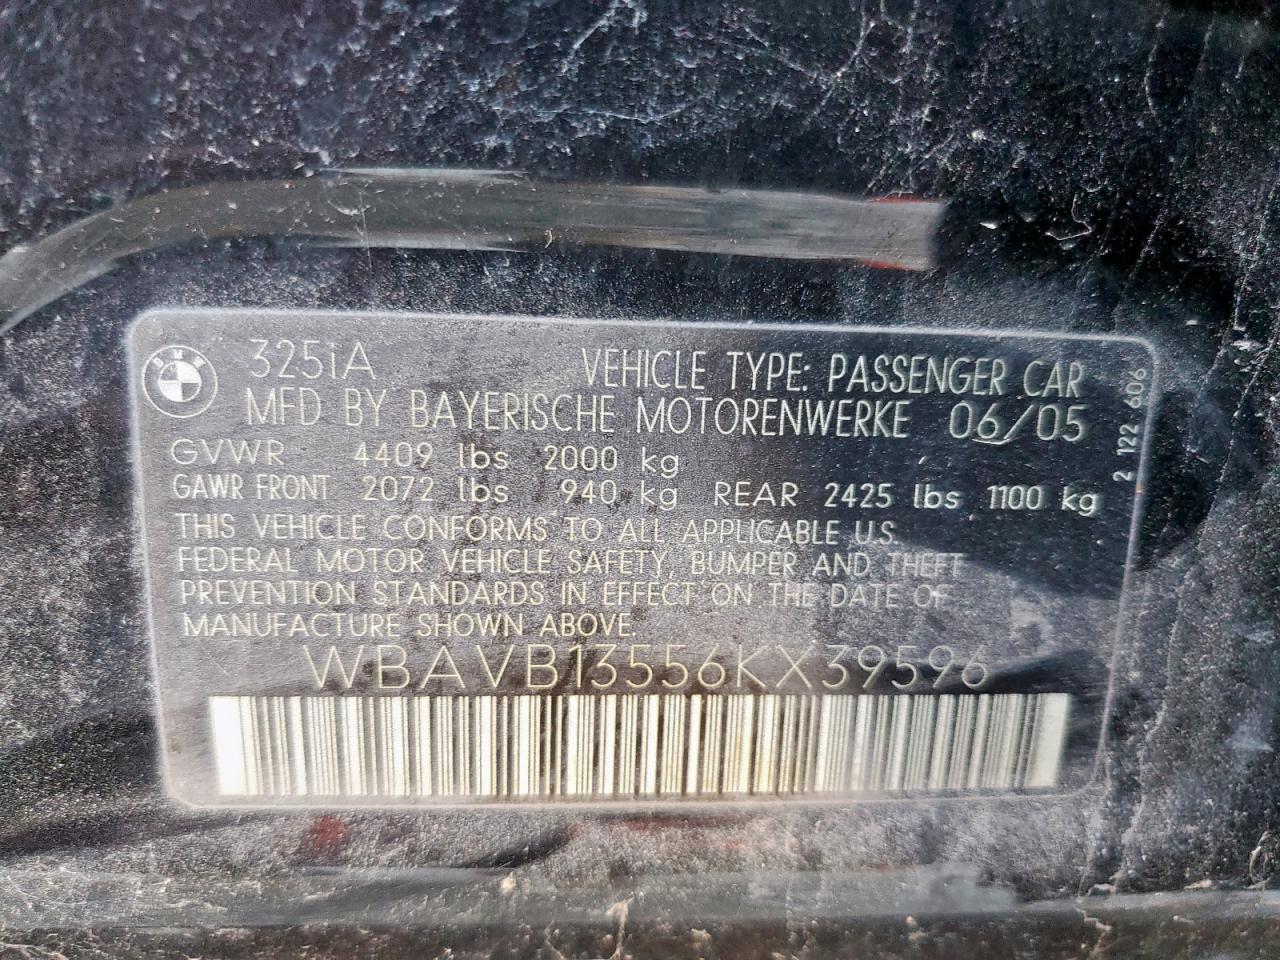 BMW
325iA VEHICLE TYPE: PASSENGER CAR
MFD BY BAYERISCHE MOTORENWERKE 06/05
GVWR 4409 lbs 2000 kg
GAWR FRONT 2072 lbs 940 kg REAR 2425 lbs 1100 kg
THIS VEHICLE CONFORMS TO ALL APPLICABLE U.S.
FEDERAL MOTOR VEHICLE SAFETY, BUMPER AND THEFT
PREVENTION STANDARDS IN EFFECT ON THE DATE OF
MANUFACTURE SHOWN ABOVE.
WBAVB13556KX39596
2 122 606